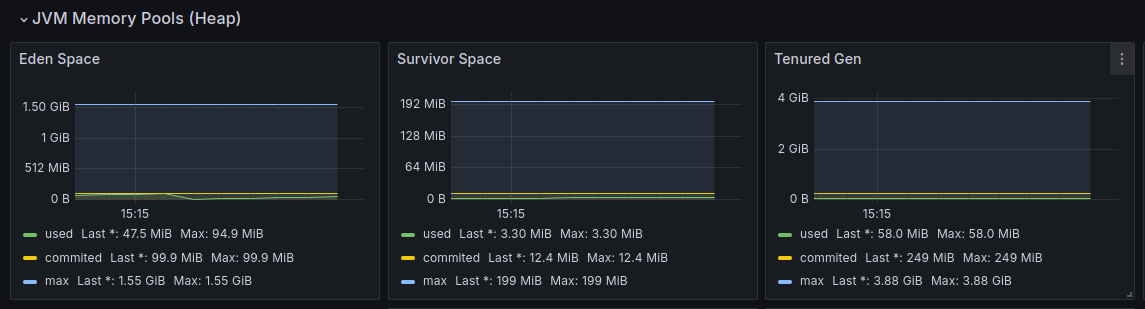 JVM Memory Pools (Heap)
Eden Space
1.50 GiB
1 GiB
512 MiB
0 B
15:15
used Last *: 47.5 MiB Max: 94.9 MiB
commited Last *: 99.9 MiB Max: 99.9 MiB
max Last *: 1.55 GiB Max: 1.55 GiB
Survivor Space
192 MiB
128 MiB
64 MiB
0 B
15:15
used Last *: 3.30 MiB Max: 3.30 MiB
commited Last *: 12.4 MiB Max: 12.4 MiB
max Last *: 199 MiB Max: 199 MiB
Tenured Gen
4 GiB
2 GiB
0 B
15:15
used Last *: 58.0 MiB Max: 58.0 MiB
commited Last *: 249 MiB Max: 249 MiB
max Last *: 3.88 GiB Max: 3.88 GiB